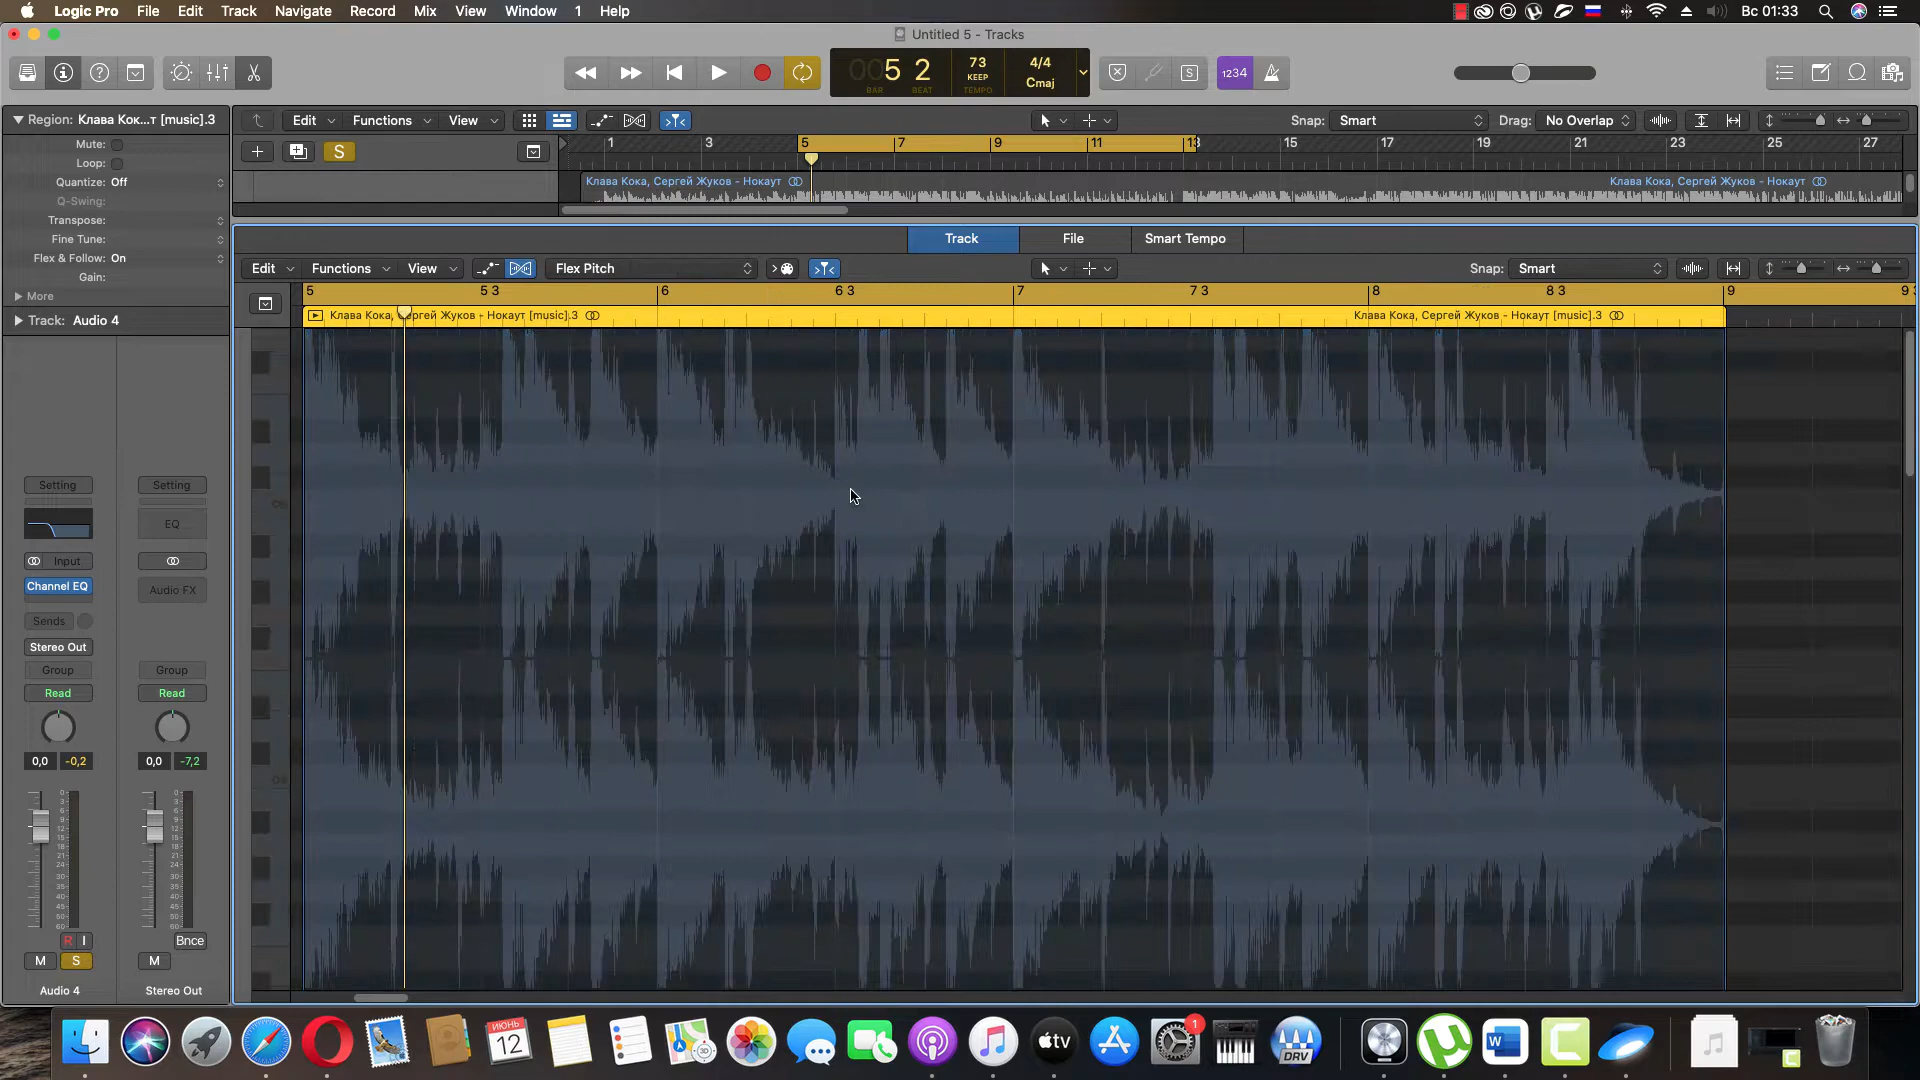 Logic Pro File Edit Track Navigate Record Mix View Window 1 Help Вс 01:33
Untitled 5 - Tracks
5 2 73 4/4
KEEP Cmaj
BAR BEAT TEMPO
1234
S
Region: Клава Кок...т [music].3
Mute:
Loop:
Quantize: Off
Q-Swing:
Transpose:
Fine Tune:
Flex & Follow: On
Gain:
More
Track: Audio 4
Edit Functions View Snap: Smart Drag: No Overlap
S
1 3 5 7 9 11 13 15 17 19 21 23 25 27
Клава Кока, Сергей Жуков - Нокаут Клава Кока, Сергей Жуков - Нокаут
Track File Smart Tempo
Edit Functions View Flex Pitch Snap: Smart
5 5 3 6 6 3 7 7 3 8 8 3 9 9 3
Клава Кока, Сергей Жуков - Нокаут [music].3 Клава Кока, Сергей Жуков - Нокаут [music].3
Setting Setting
EQ
Input
Channel EQ Audio FX
Sends
Stereo Out
Group Group
Read Read
0,0 -0,2 0,0 -7,2
R I Bnce
M S M
Audio 4 Stereo Out
ИЮНЬ
12
3D
tv
1
DRV
W